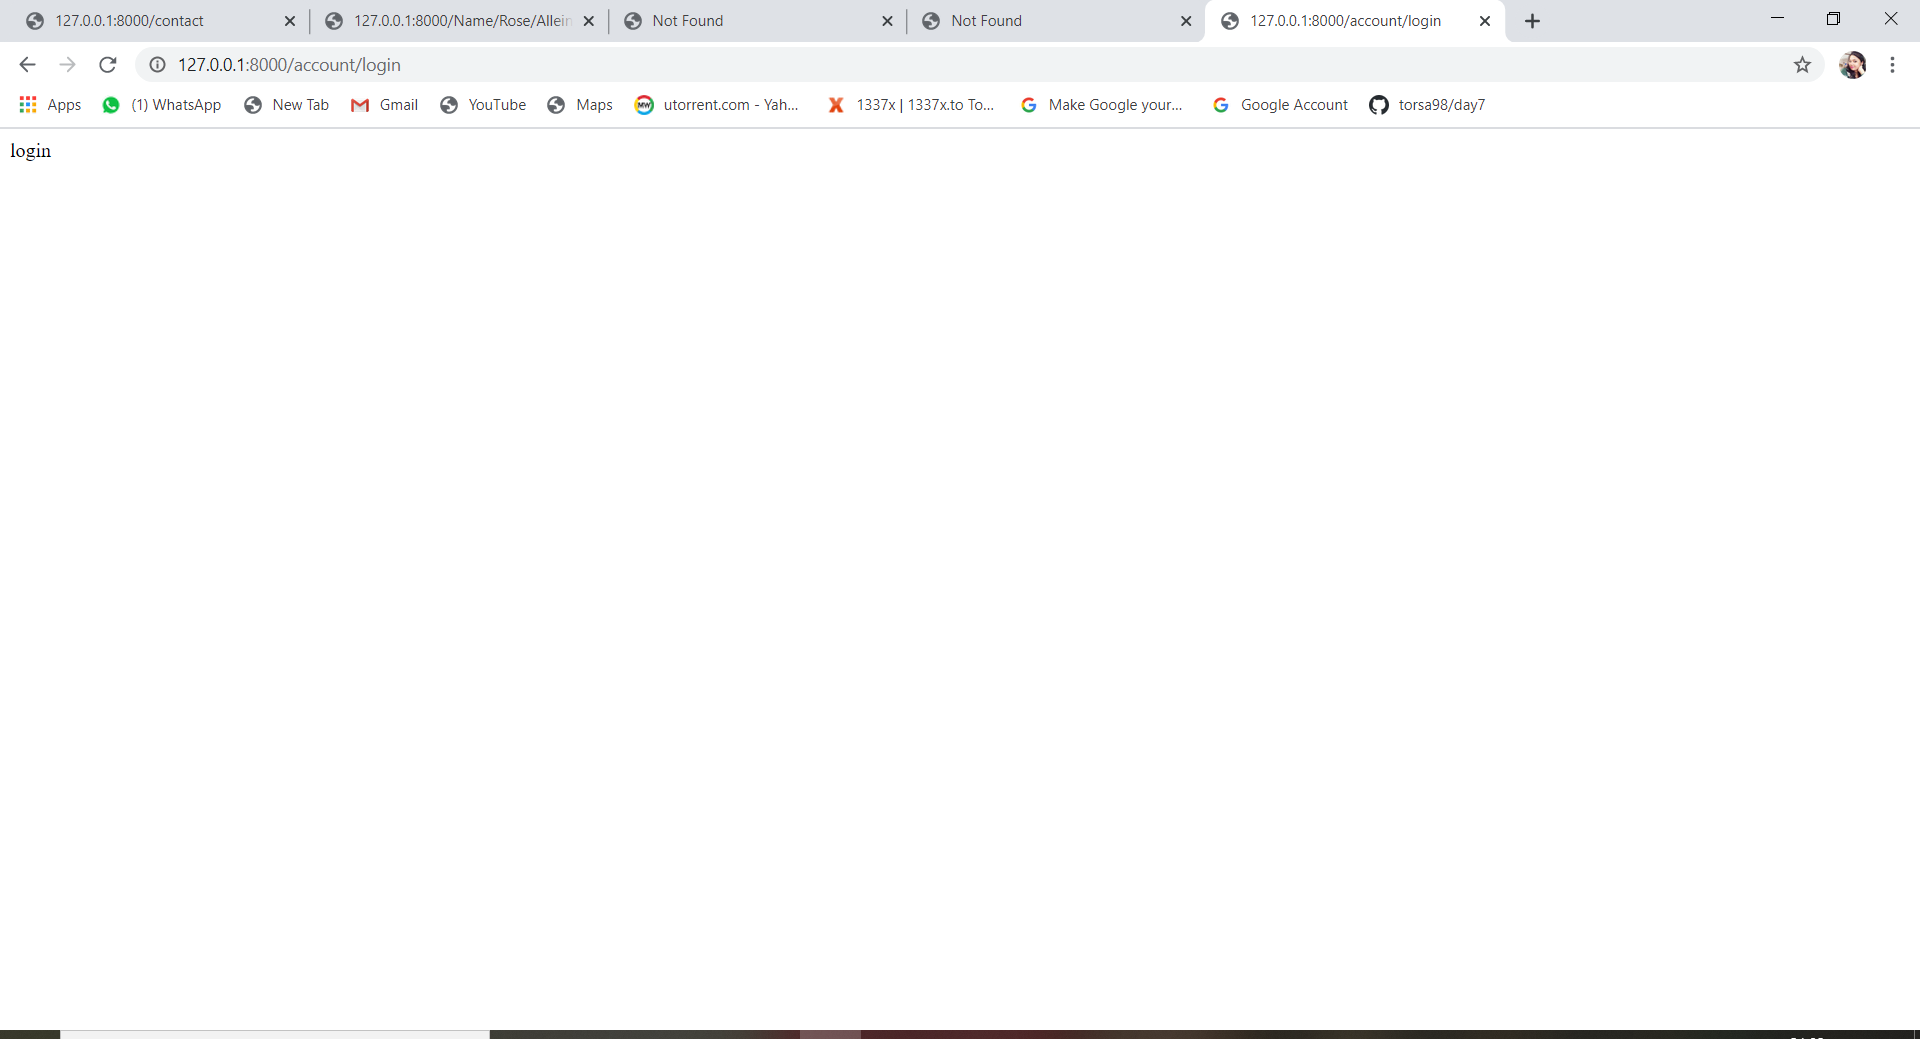 127.0.0.1:8000/contact 127.0.0.1:8000/Name/Rose/Allein Not Found Not Found 127.0.0.1:8000/account/login
127.0.0.1:8000/account/login
Apps (1) WhatsApp New Tab Gmail YouTube Maps utorrent.com - Yah... 1337x | 1337x.to To... Make Google your... Google Account torsa98/day7
login